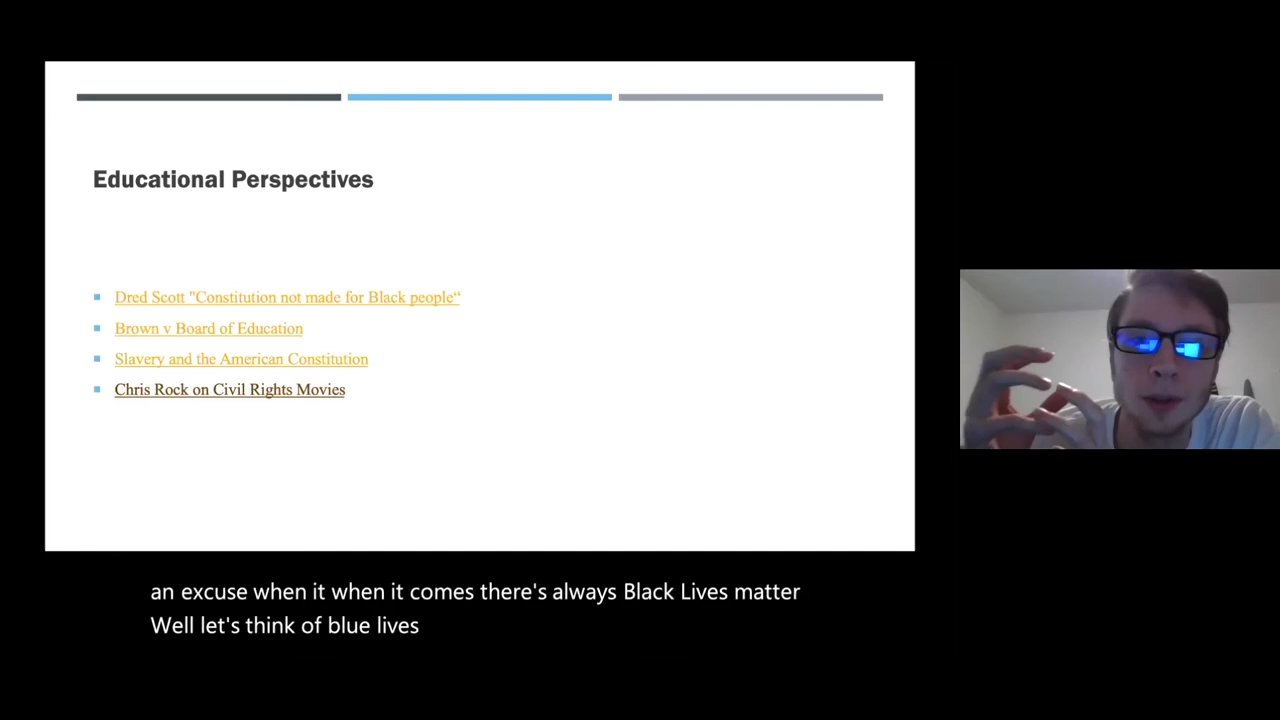 Educational Perspectives
Dred Scott "Constitution not made for Black people“
Brown v Board of Education
Slavery and the American Constitution
Chris Rock on Civil Rights Movies
an excuse when it when it comes there's always Black Lives matter
Well let's think of blue lives